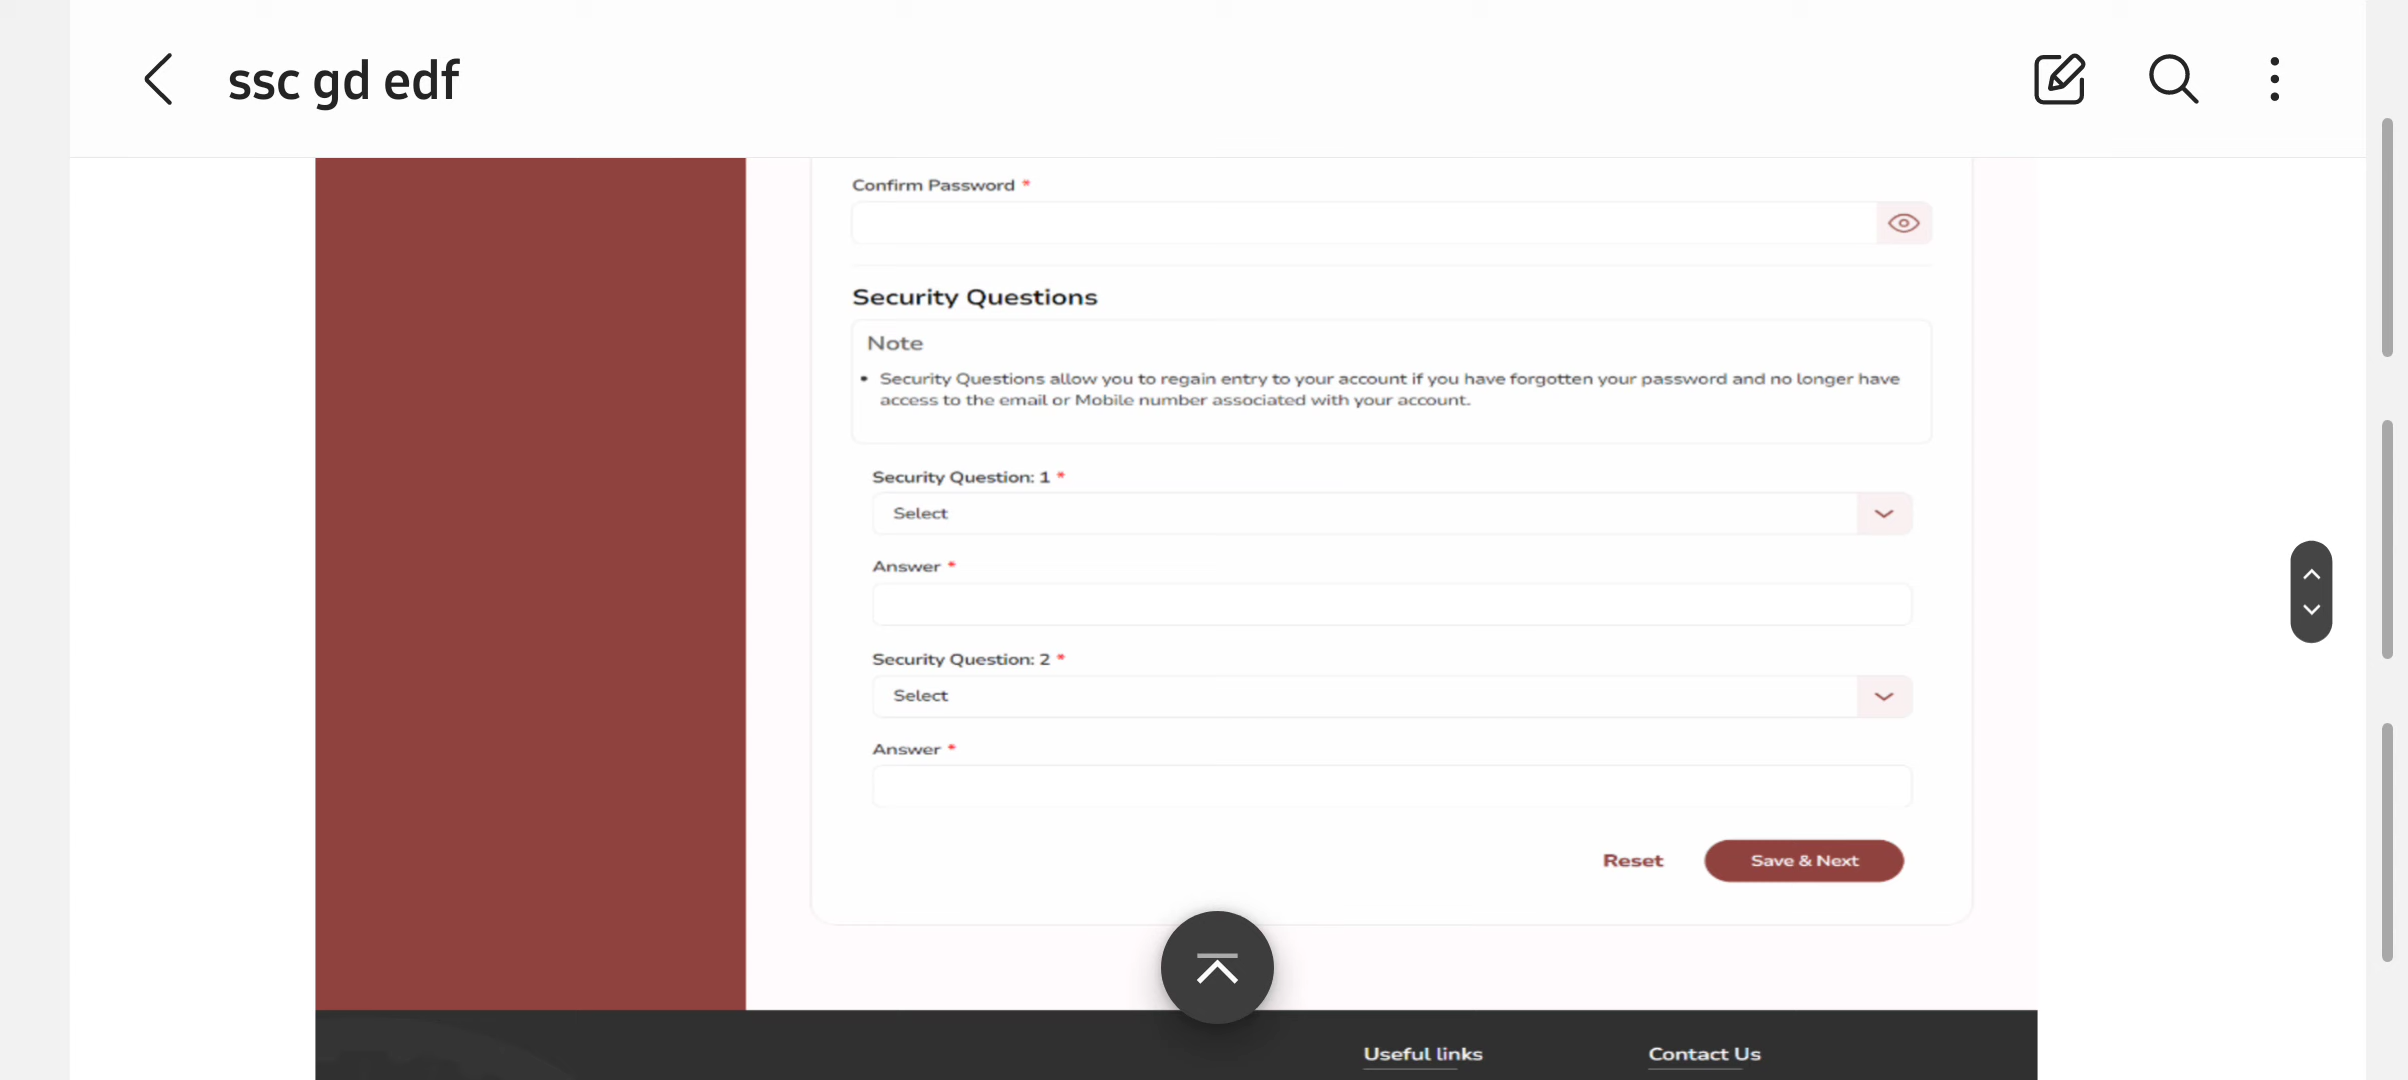 ssc gd edf
Confirm Password *
Security Questions
Note
• Security Questions allow you to regain entry to your account if you have forgotten your password and no longer have
access to the email or Mobile number associated with your account.
Security Question: 1 *
Select
Answer *
Security Question: 2 *
Select
Answer *
Reset Save & Next
Useful links Contact Us